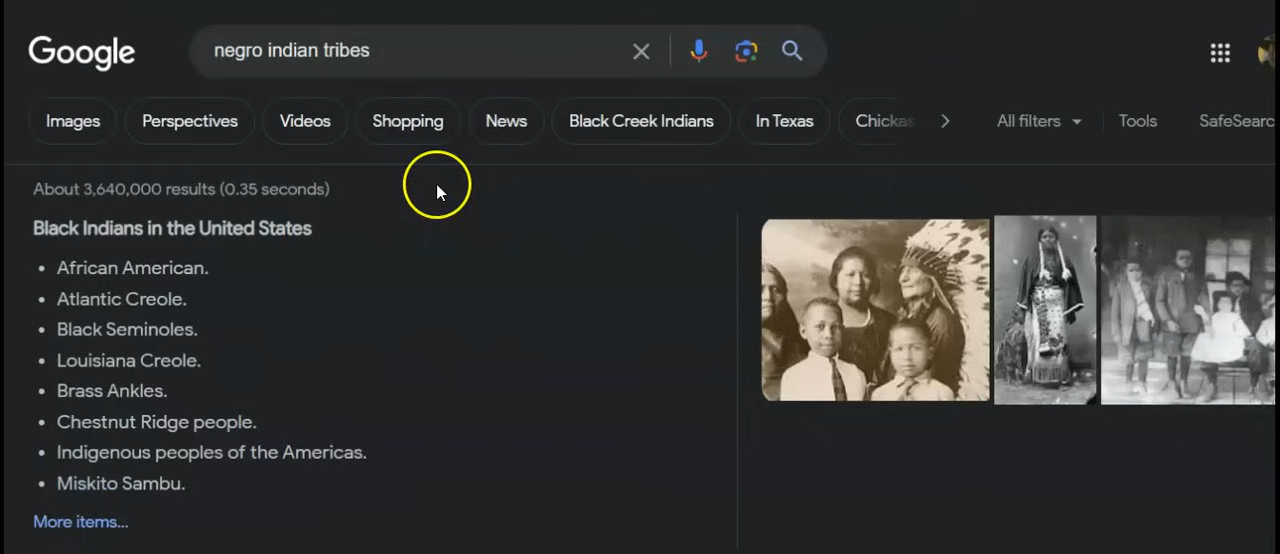 Google
negro indian tribes
Images Perspectives Videos Shopping News Black Creek Indians In Texas Chickas All filters Tools SafeSearc
About 3,640,000 results (0.35 seconds)
Black Indians in the United States
• African American.
• Atlantic Creole.
• Black Seminoles.
• Louisiana Creole.
• Brass Ankles.
• Chestnut Ridge people.
• Indigenous peoples of the Americas.
• Miskito Sambu.
More items...